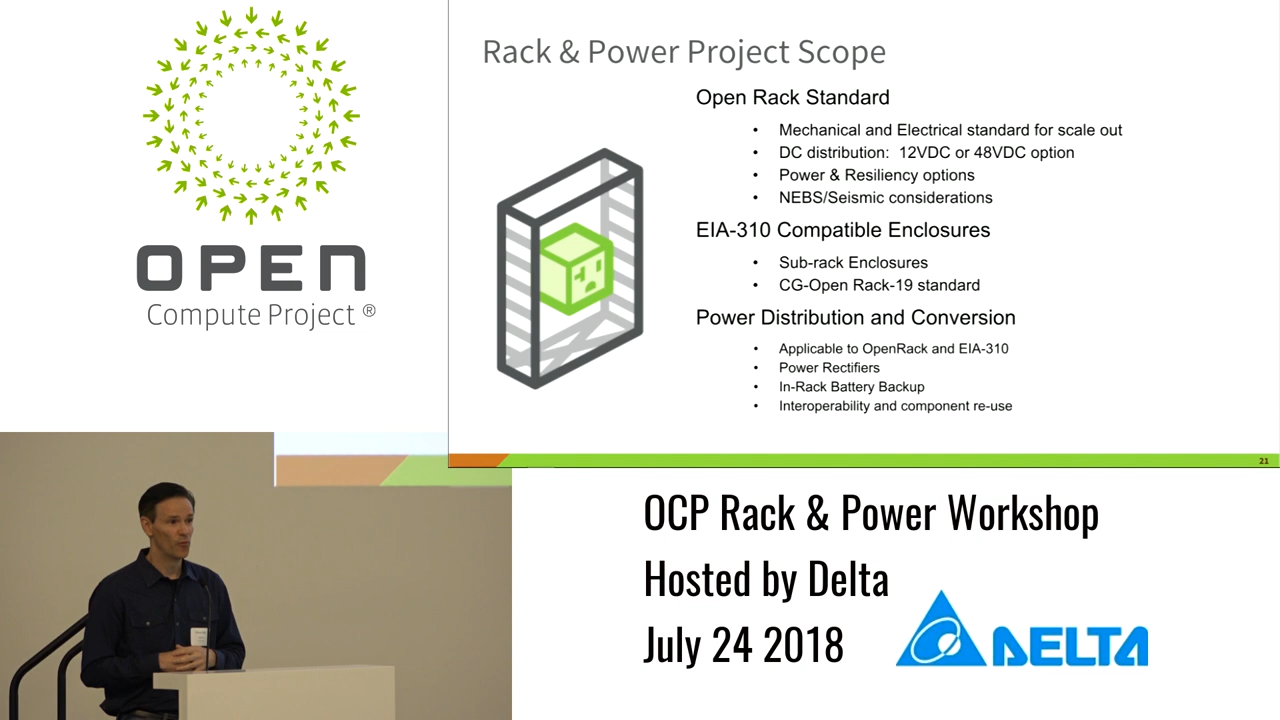 OPEN
Compute Project ®
Rack & Power Project Scope
Open Rack Standard
• Mechanical and Electrical standard for scale out
• DC distribution: 12VDC or 48VDC option
• Power & Resiliency options
• NEBS/Seismic considerations
EIA-310 Compatible Enclosures
• Sub-rack Enclosures
• CG-Open Rack-19 standard
Power Distribution and Conversion
• Applicable to OpenRack and EIA-310
• Power Rectifiers
• In-Rack Battery Backup
• Interoperability and component re-use
21
OCP Rack & Power Workshop
Hosted by Delta
July 24 2018
DELTA